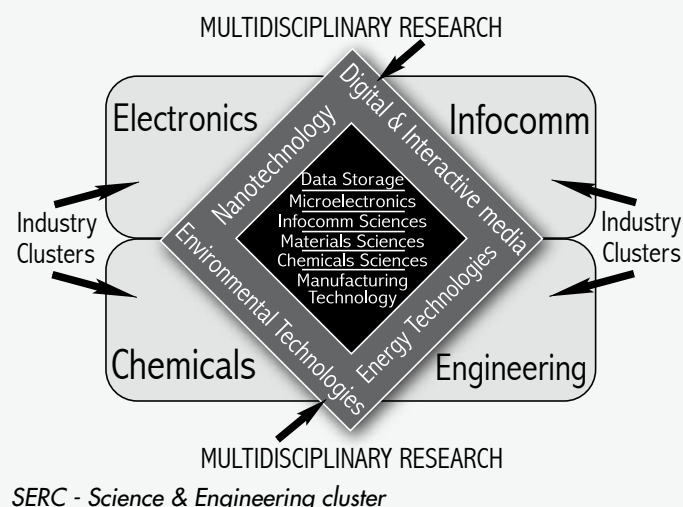 MULTIDISCIPLINARY RESEARCH
Electronics
Infocomm
Nanotechnology
Digital & Interactive media
Data Storage
Microelectronics
Infocomm Sciences
Materials Sciences
Chemicals Sciences
Manufacturing
Technology
Industry
Clusters
Industry
Clusters
Environmental Technologies
Energy Technologies
Chemicals
Engineering
MULTIDISCIPLINARY RESEARCH
SERC - Science & Engineering cluster